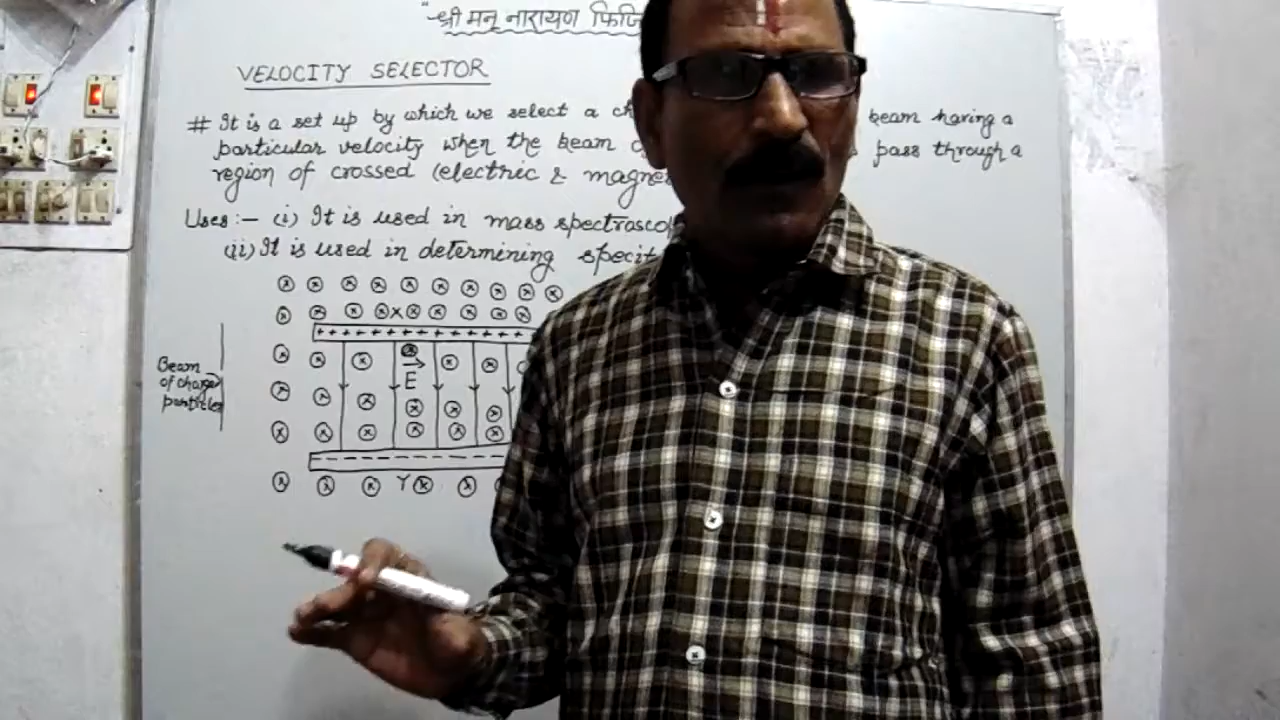 "श्री मनू नारायण फिजि
VELOCITY SELECTOR
# It is a set up by which we select a ch beam having a
particular velocity when the beam pass through a
region of crossed (electric & magne
Uses :- (i) It is used in mass spectrosco
(ii) It is used in determining specif
X
+ + + + + + + + + + + + +
Beam
of charged
particles
E
Y